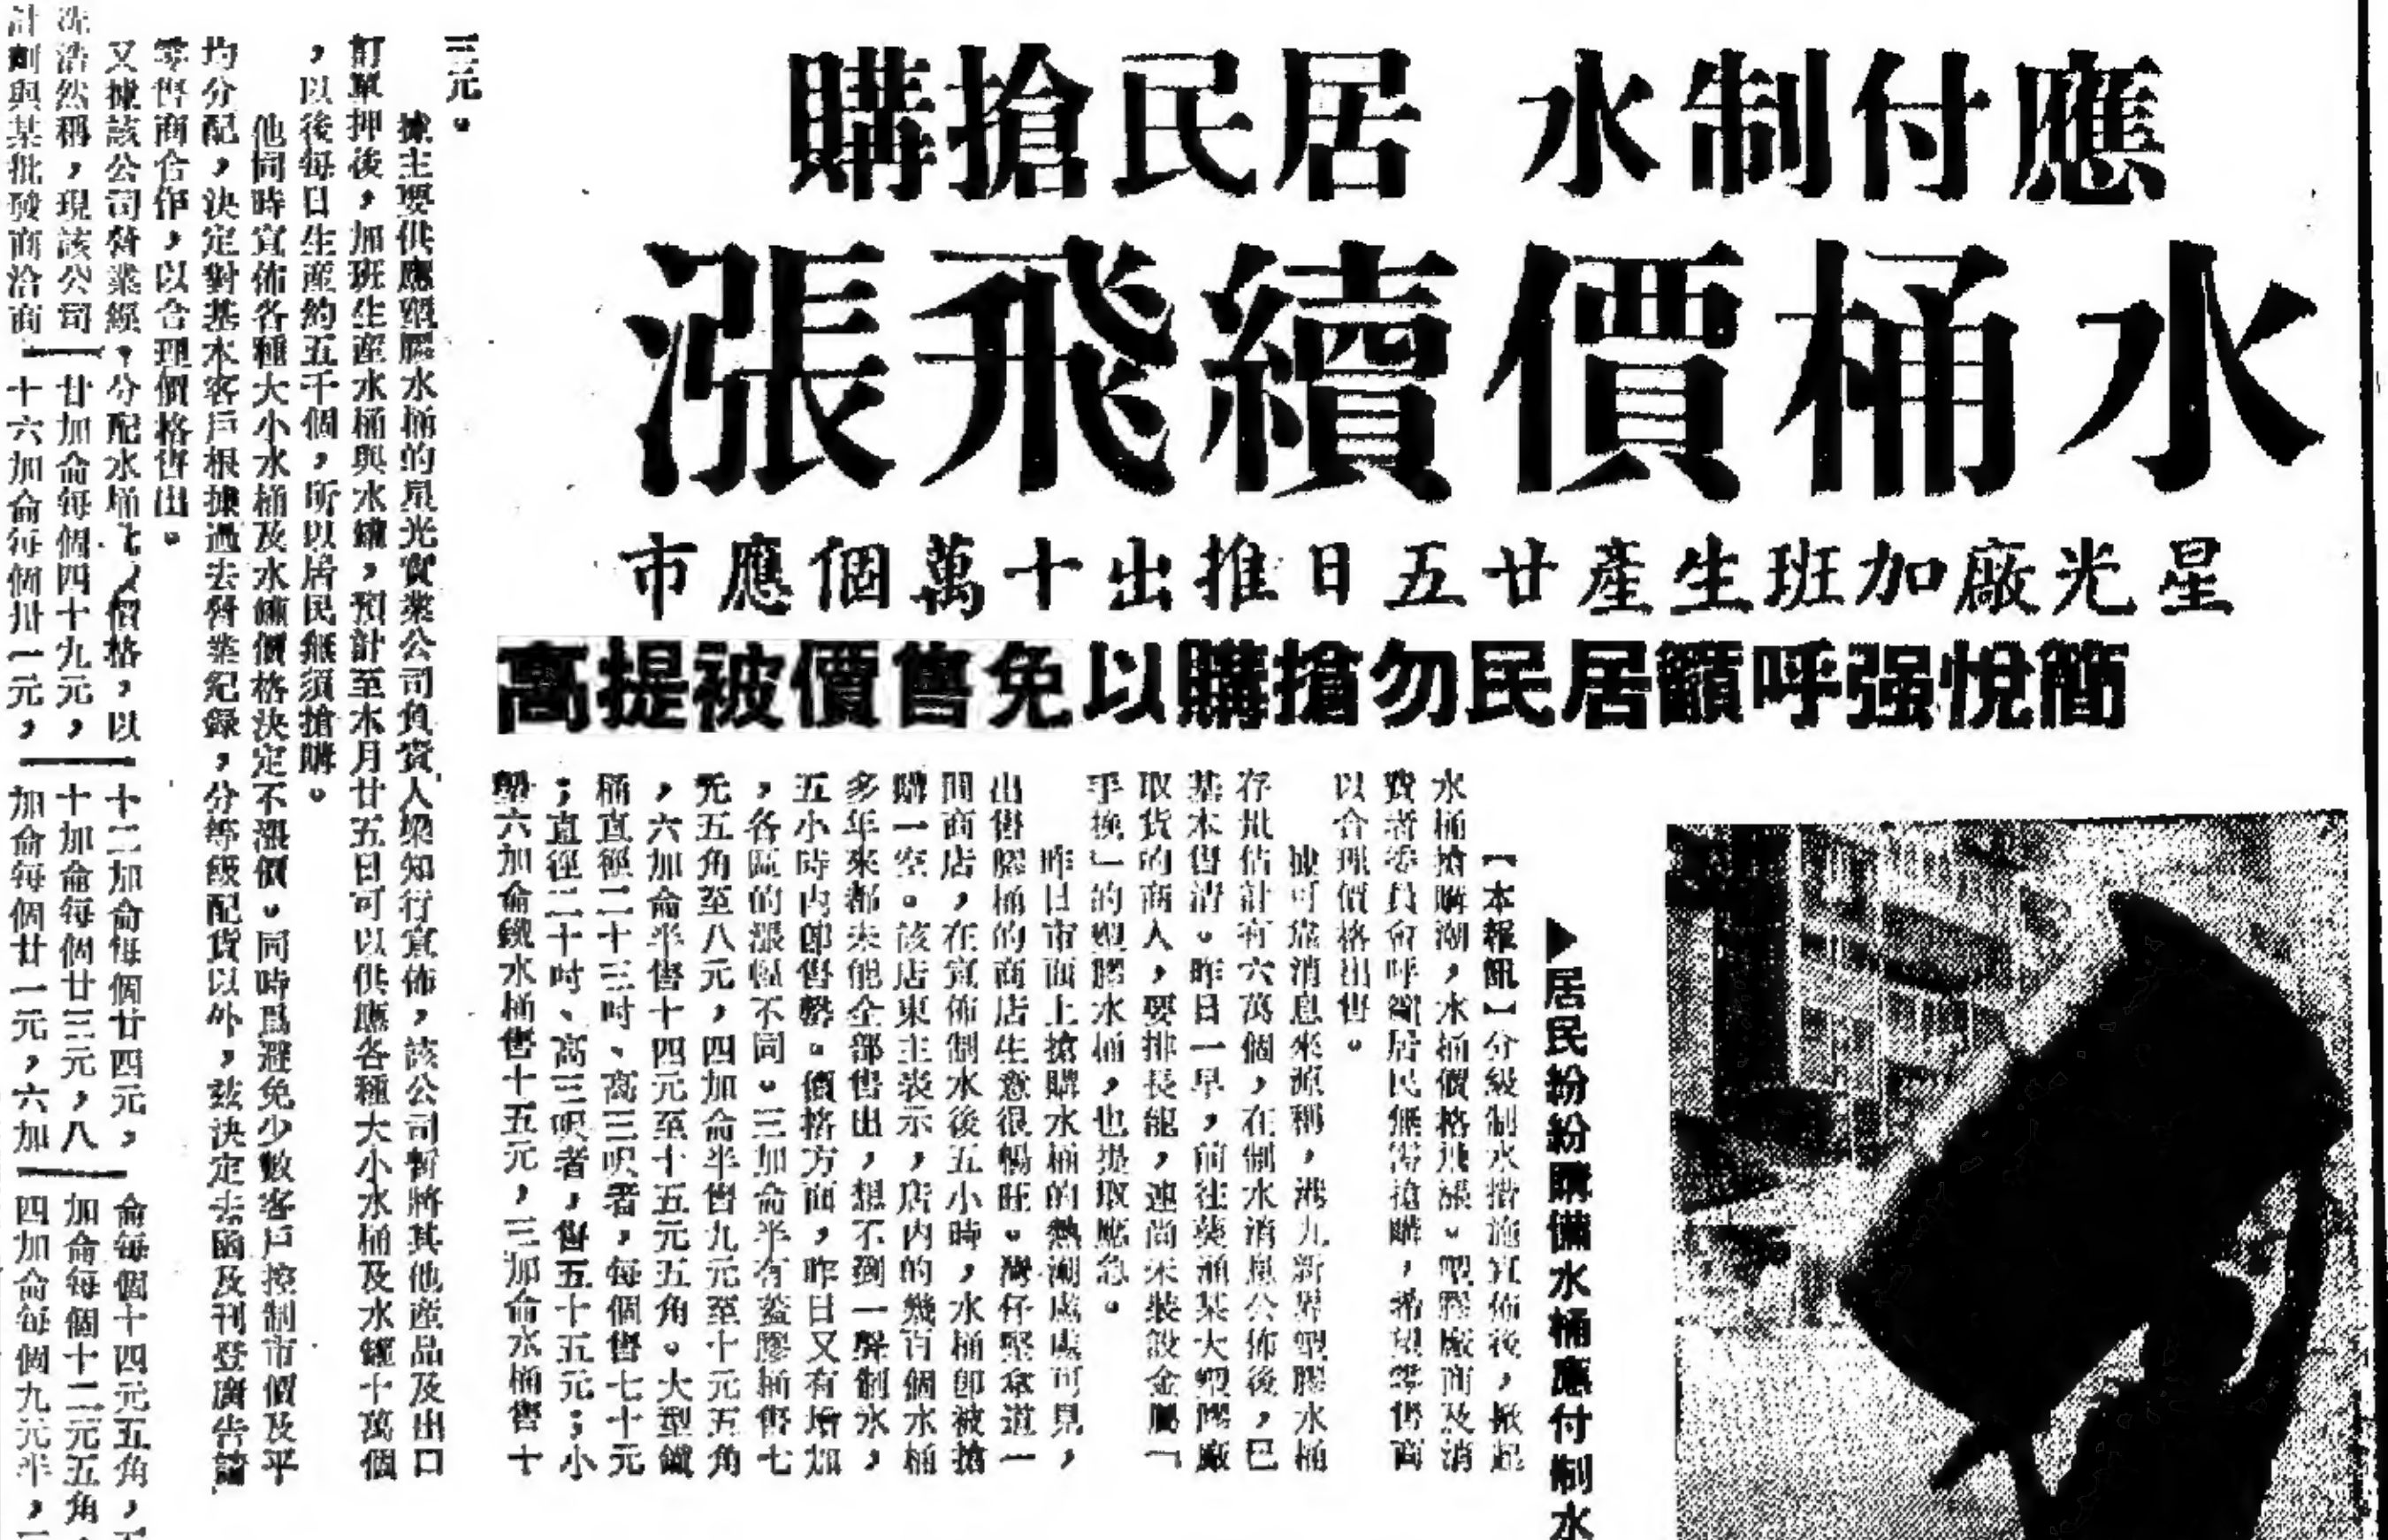 應付制水 居民搶購
水桶價續飛漲
星光廠加班生產廿五日推出十萬個應市
簡悅强呼籲居民勿搶購以免售價被提高
▶居民紛紛購備水桶應付制水
【本報訊】分級制水措施宣佈後，掀起
水桶搶購潮，水桶價格飛漲。塑膠廠商及消
費者委員會呼籲居民無需搶購，希望零售商
以合理價格出售。
據可靠消息來源稱，港九新界塑膠水桶
存批估計有六萬個，在制水消息公佈後，已
基本售清。昨日一早，前往葵涌某大塑膠廠
取貨的商人，要排長龍，連尚未裝設金屬「
手挽」的塑膠水桶，也提取應急。
昨日市面上搶購水桶的熱潮處處可見，
出售膠桶的商店生意很暢旺。灣仔堅拿道一
間商店，在宣佈制水後五小時，水桶即被搶
購一空。該店東主表示，店內的幾百個水桶
多年來都未能全部售出，想不到一聲制水，
五小時內即售罄。價格方面，昨日又有增加
，各區的漲幅不同。三加侖半有蓋膠桶售七
元五角至八元，四加侖半售九元至十元五角
，六加侖半售十四元至十五元五角。大型鐵
桶直徑二十三吋、高三呎者，每個售七十元
；直徑二十吋、高三呎者，售五十五元；小
型六加侖鐵水桶售十五元，三加侖水桶售十
三元。
據主要供應塑膠水桶的星光實業公司負責人梁知行宣佈，該公司暫將其他產品及出口
訂單押後，加班生產水桶與水罐，預計至本月廿五日可以供應各種大小水桶及水罐十萬個
，以後每日生產約五千個，所以居民無須搶購。
他同時宣佈各種大小水桶及水罐價格決定不漲價。同時爲避免少數客戶控制市價及平
均分配，決定對基本客戶根據過去營業紀錄，分等級配貨以外，茲決定去函及刊登廣告請
零售商合作，以合理價格售出。
又據該公司營業經
冼浩然稱，現該公司
計劃與某批發商洽商
分配水桶 價格，以
廿加侖每個四十九元，
十六加侖每個卅一元，
十二加侖每個廿四元，
十加侖每個廿三元，八
加侖每個廿一元，六加
侖每個十四元五角，
加侖每個十二元五角，
四加侖每個九元半，